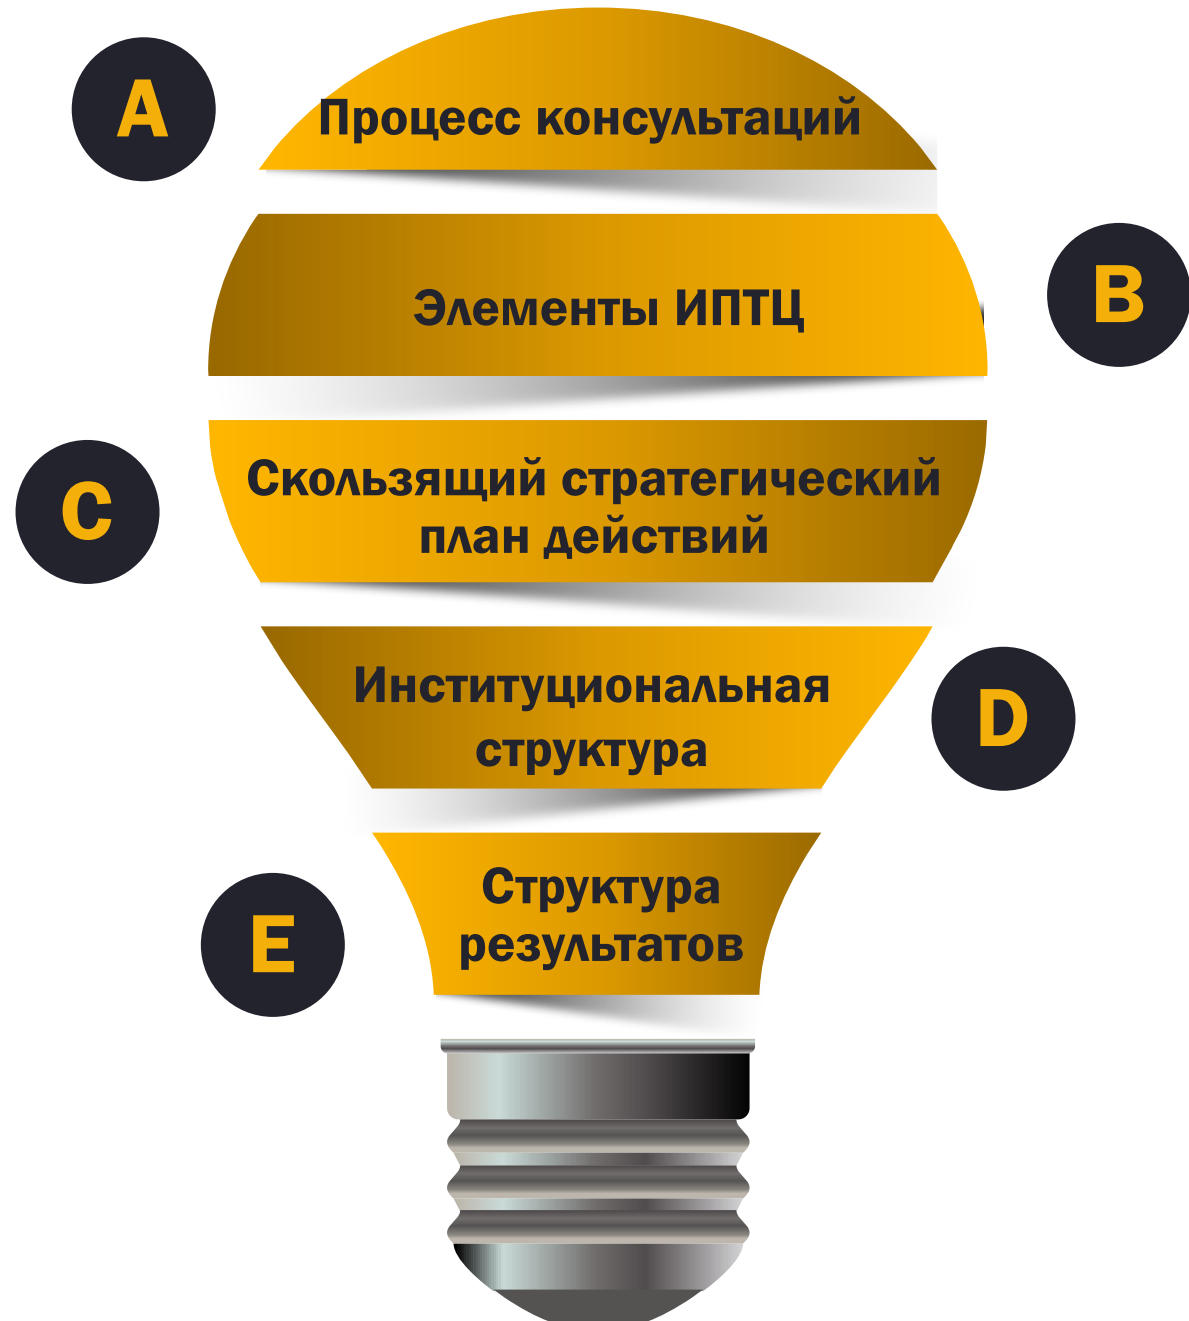 A
Процесс консультаций
Элементы ИПТЦ
B
Скользящий стратегический
план действий
C
Институциональная
структура
D
Структура
результатов
E